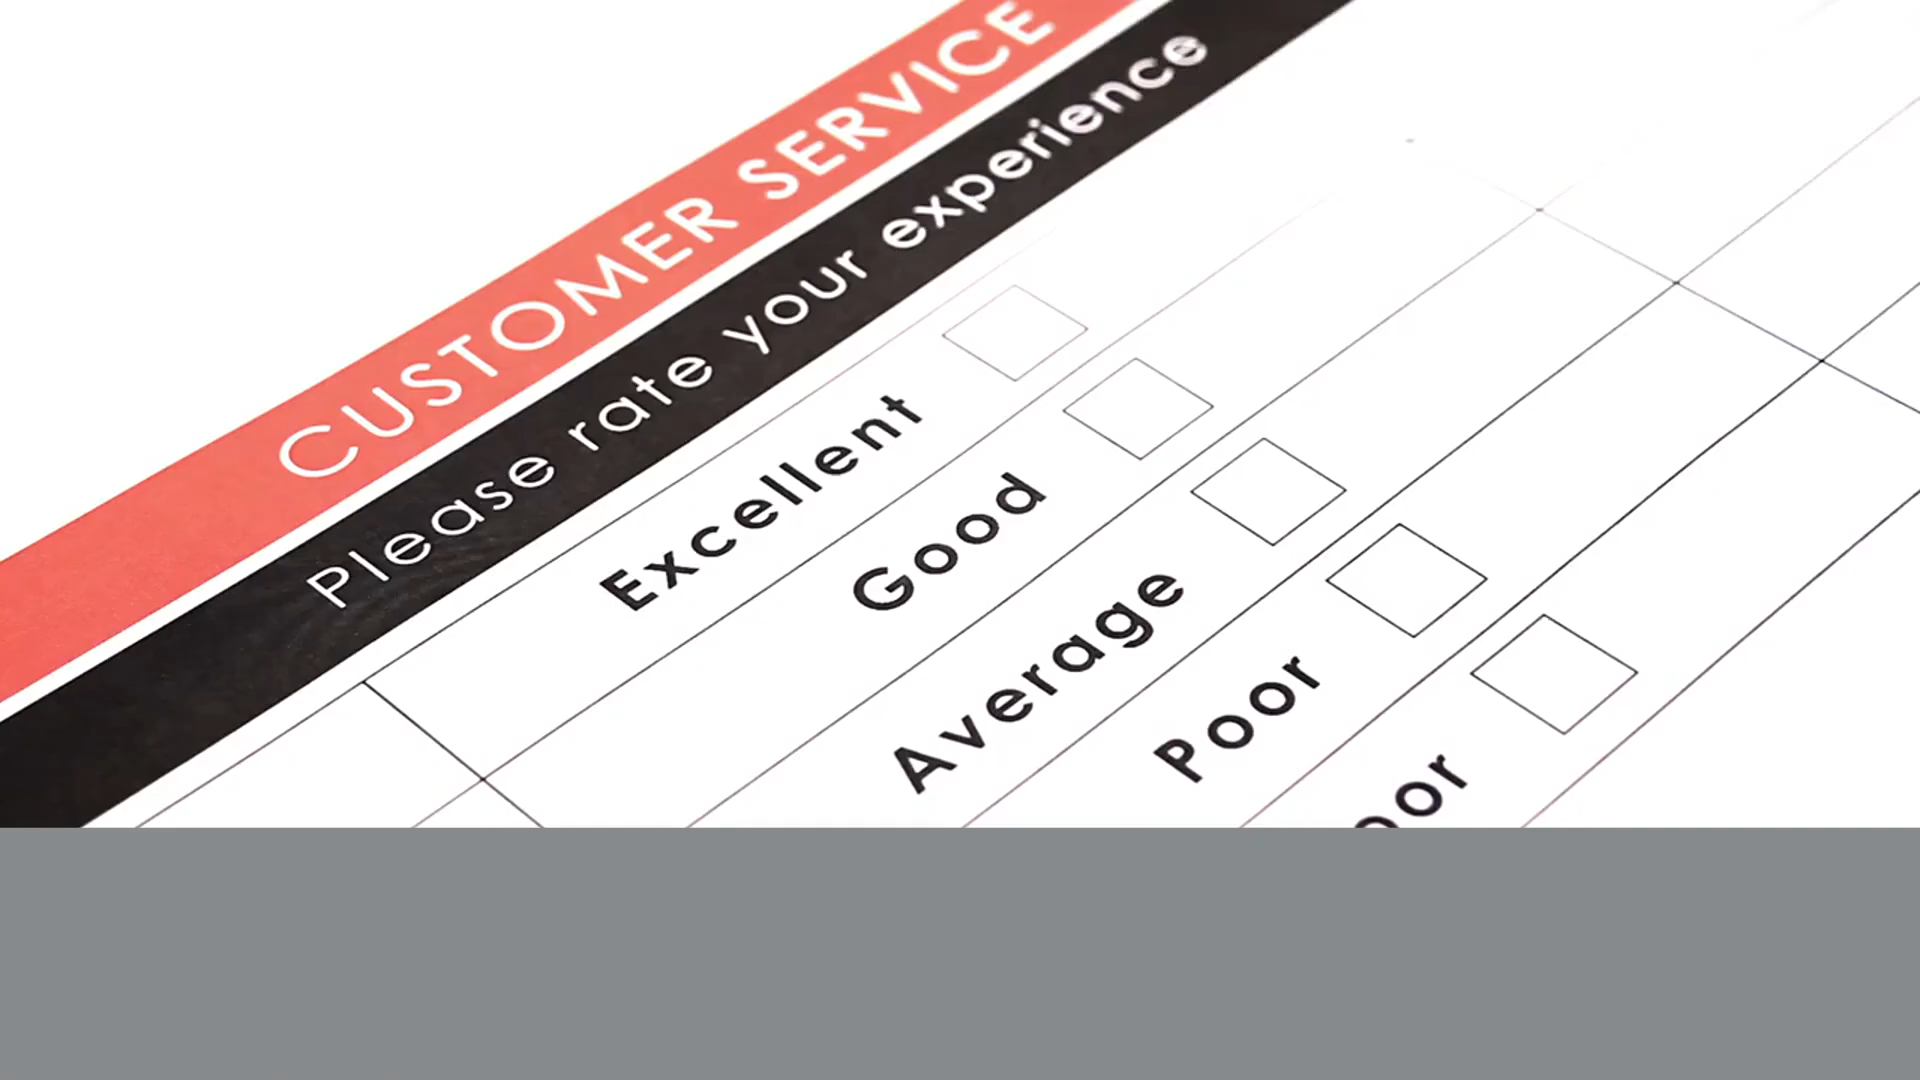 CUSTOMER SERVICE
Please rate your experience
Excellent
Good
Average
Poor